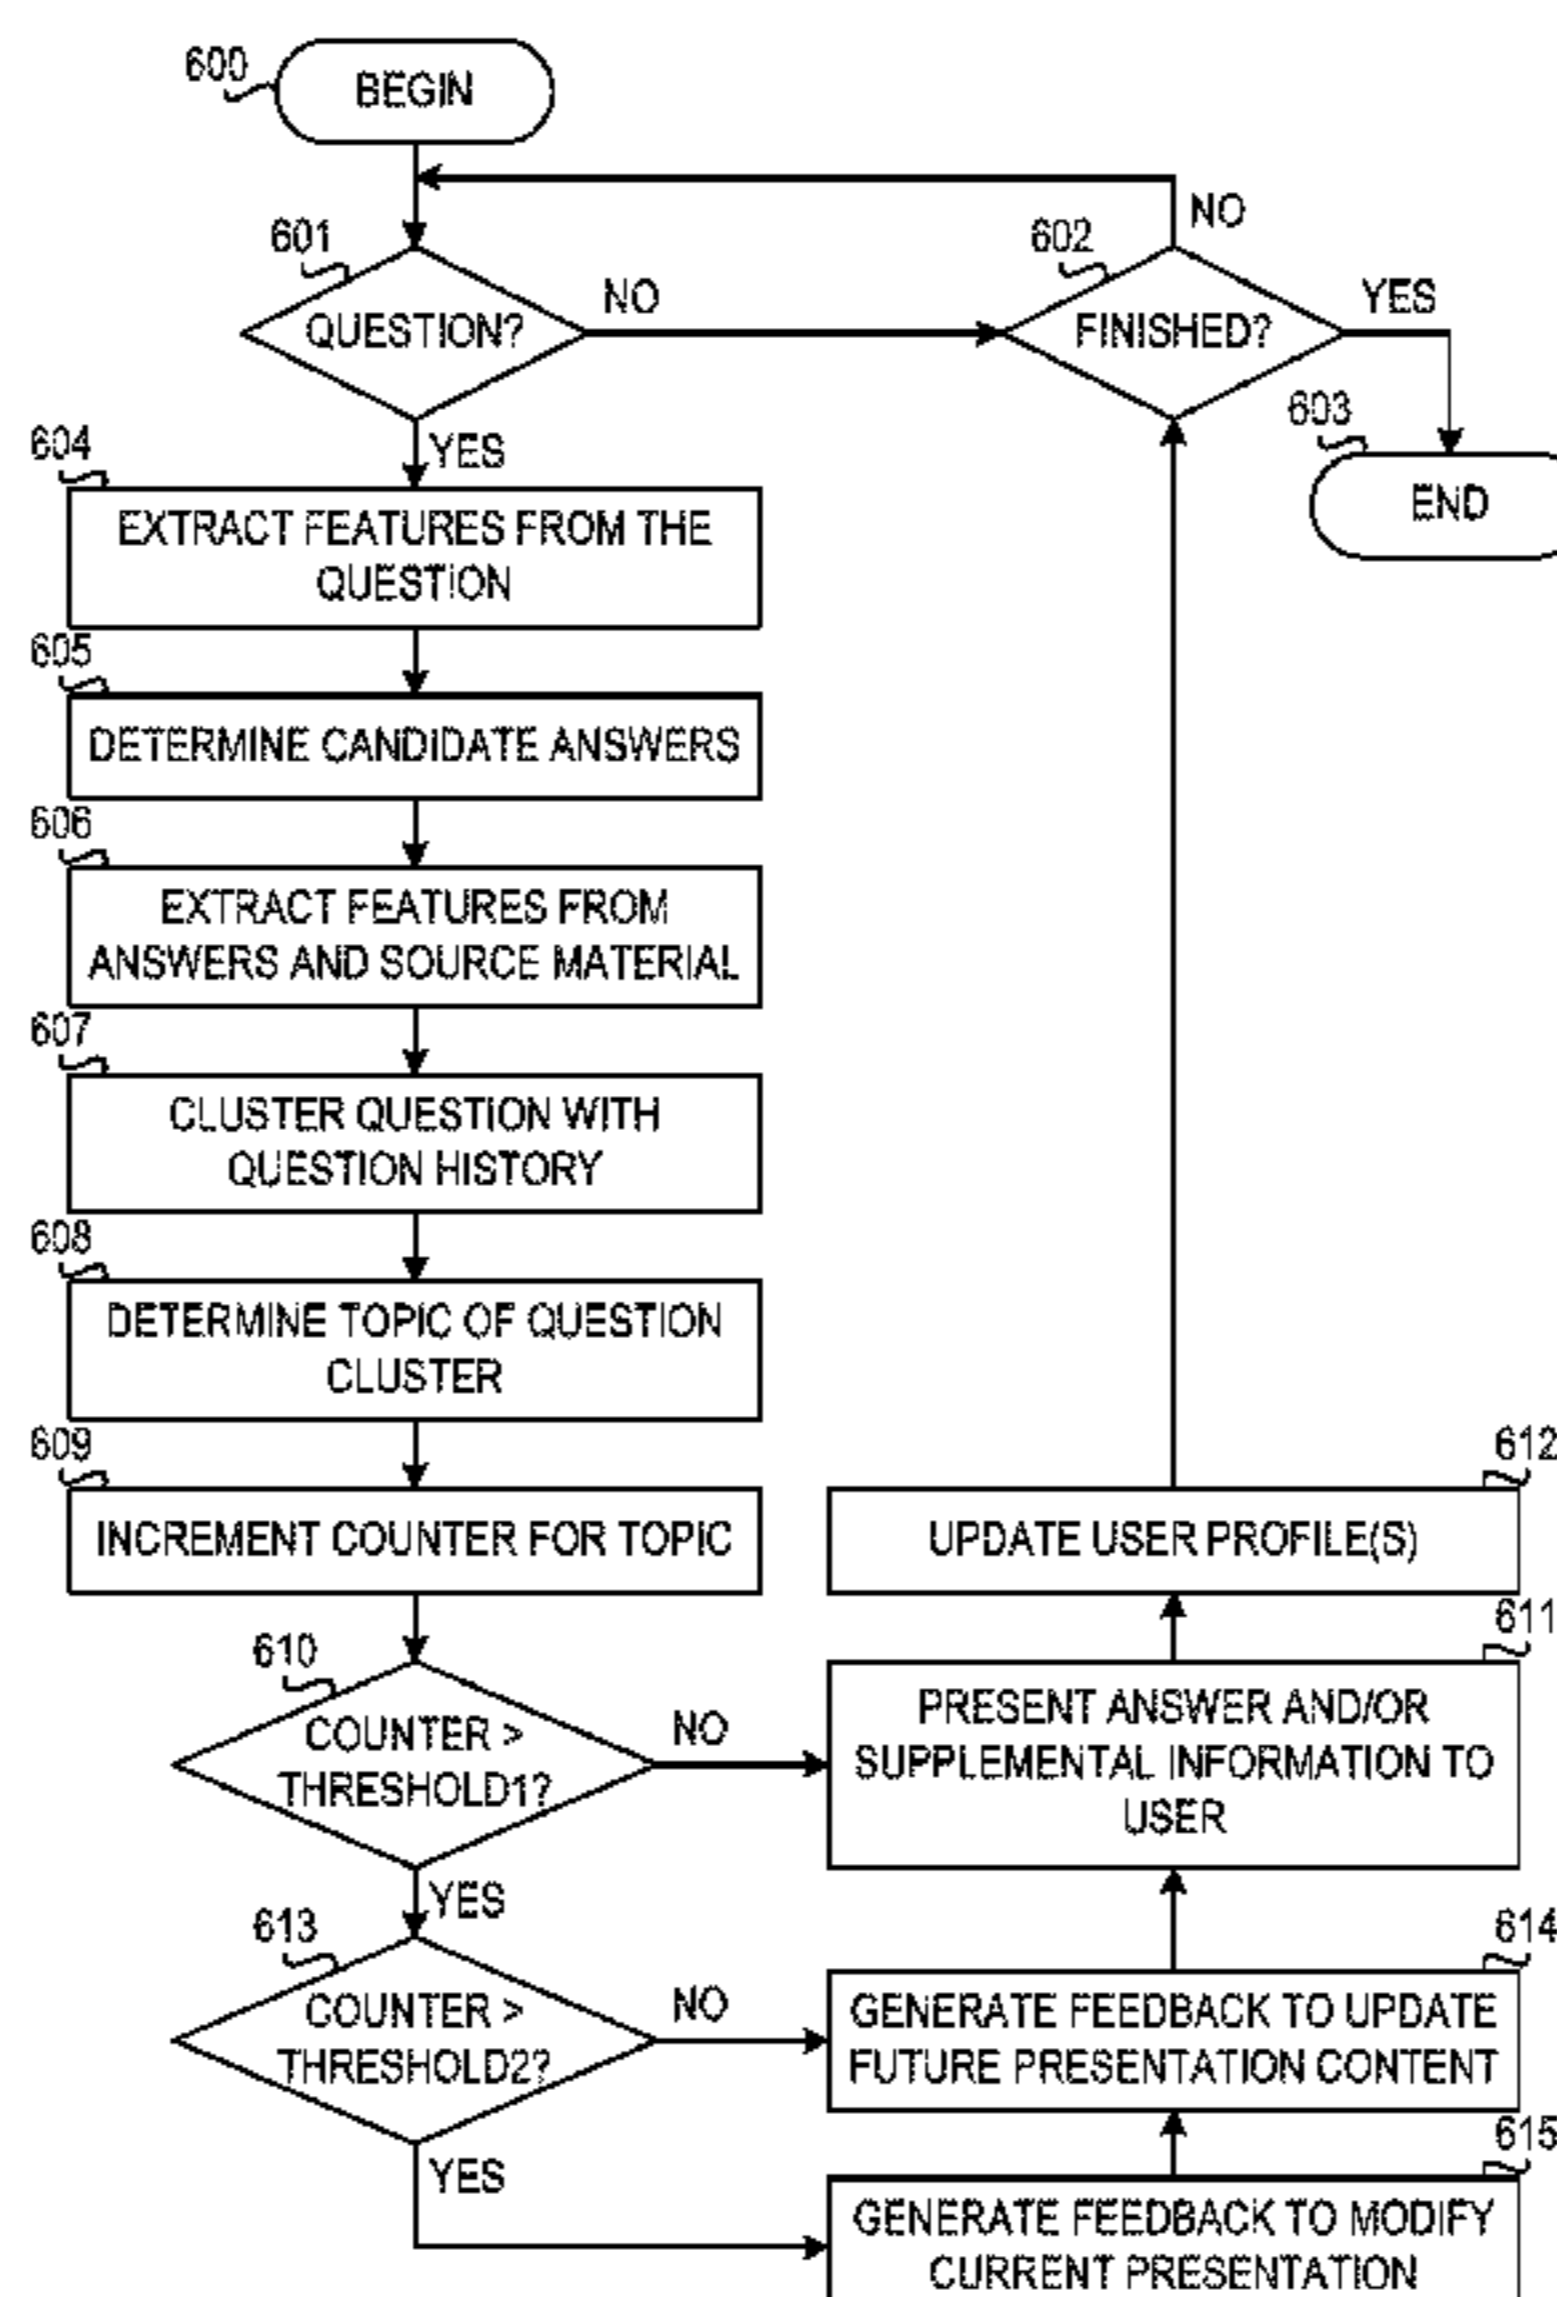 600
BEGIN
NO
601
QUESTION?
NO
602
FINISHED?
YES
603
END
YES
604
EXTRACT FEATURES FROM THE
QUESTION
605
DETERMINE CANDIDATE ANSWERS
606
EXTRACT FEATURES FROM
ANSWERS AND SOURCE MATERIAL
607
CLUSTER QUESTION WITH
QUESTION HISTORY
608
DETERMINE TOPIC OF QUESTION
CLUSTER
609
INCREMENT COUNTER FOR TOPIC
612
UPDATE USER PROFILE(S)
610
COUNTER >
THRESHOLD1?
NO
611
PRESENT ANSWER AND/OR
SUPPLEMENTAL INFORMATION TO
USER
YES
613
COUNTER >
THRESHOLD2?
NO
614
GENERATE FEEDBACK TO UPDATE
FUTURE PRESENTATION CONTENT
YES
615
GENERATE FEEDBACK TO MODIFY
CURRENT PRESENTATION